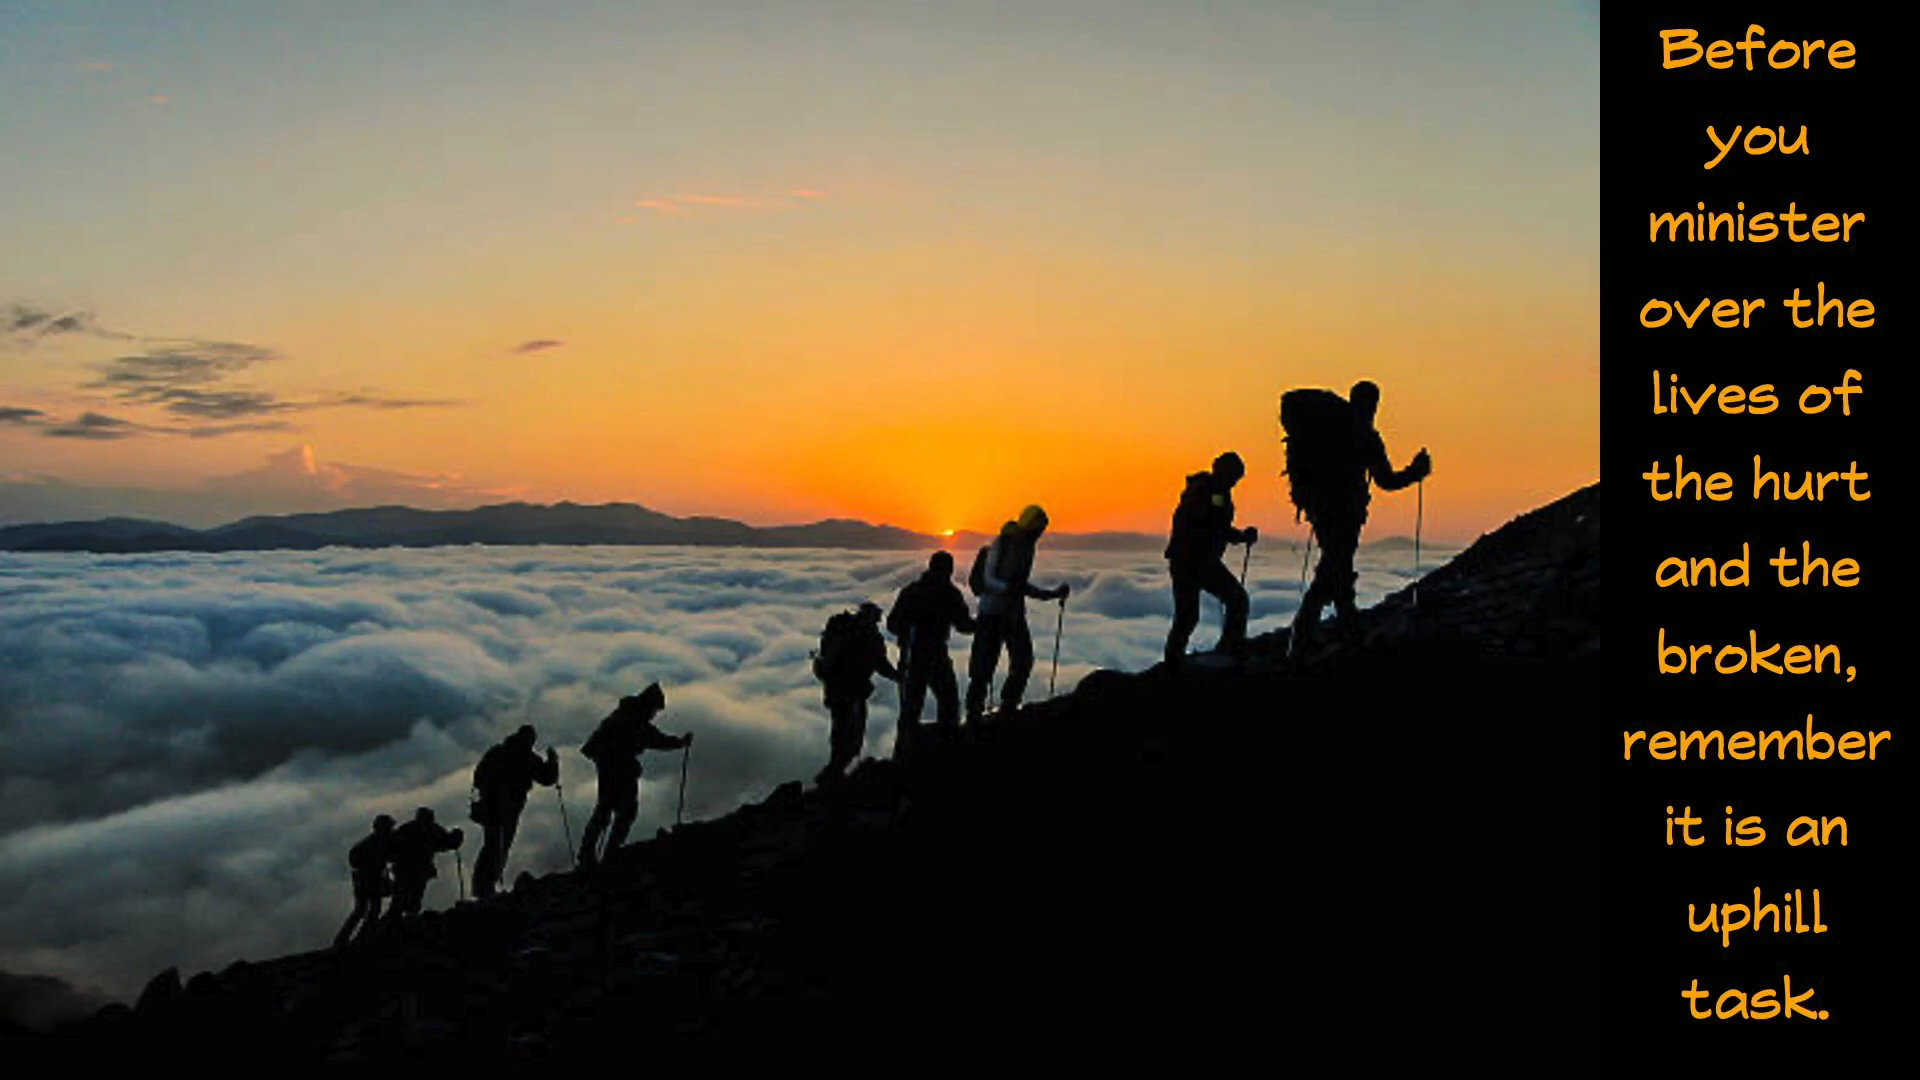 Before
you
minister
over the
lives of
the hurt
and the
broken,
remember
it is an
uphill
task.